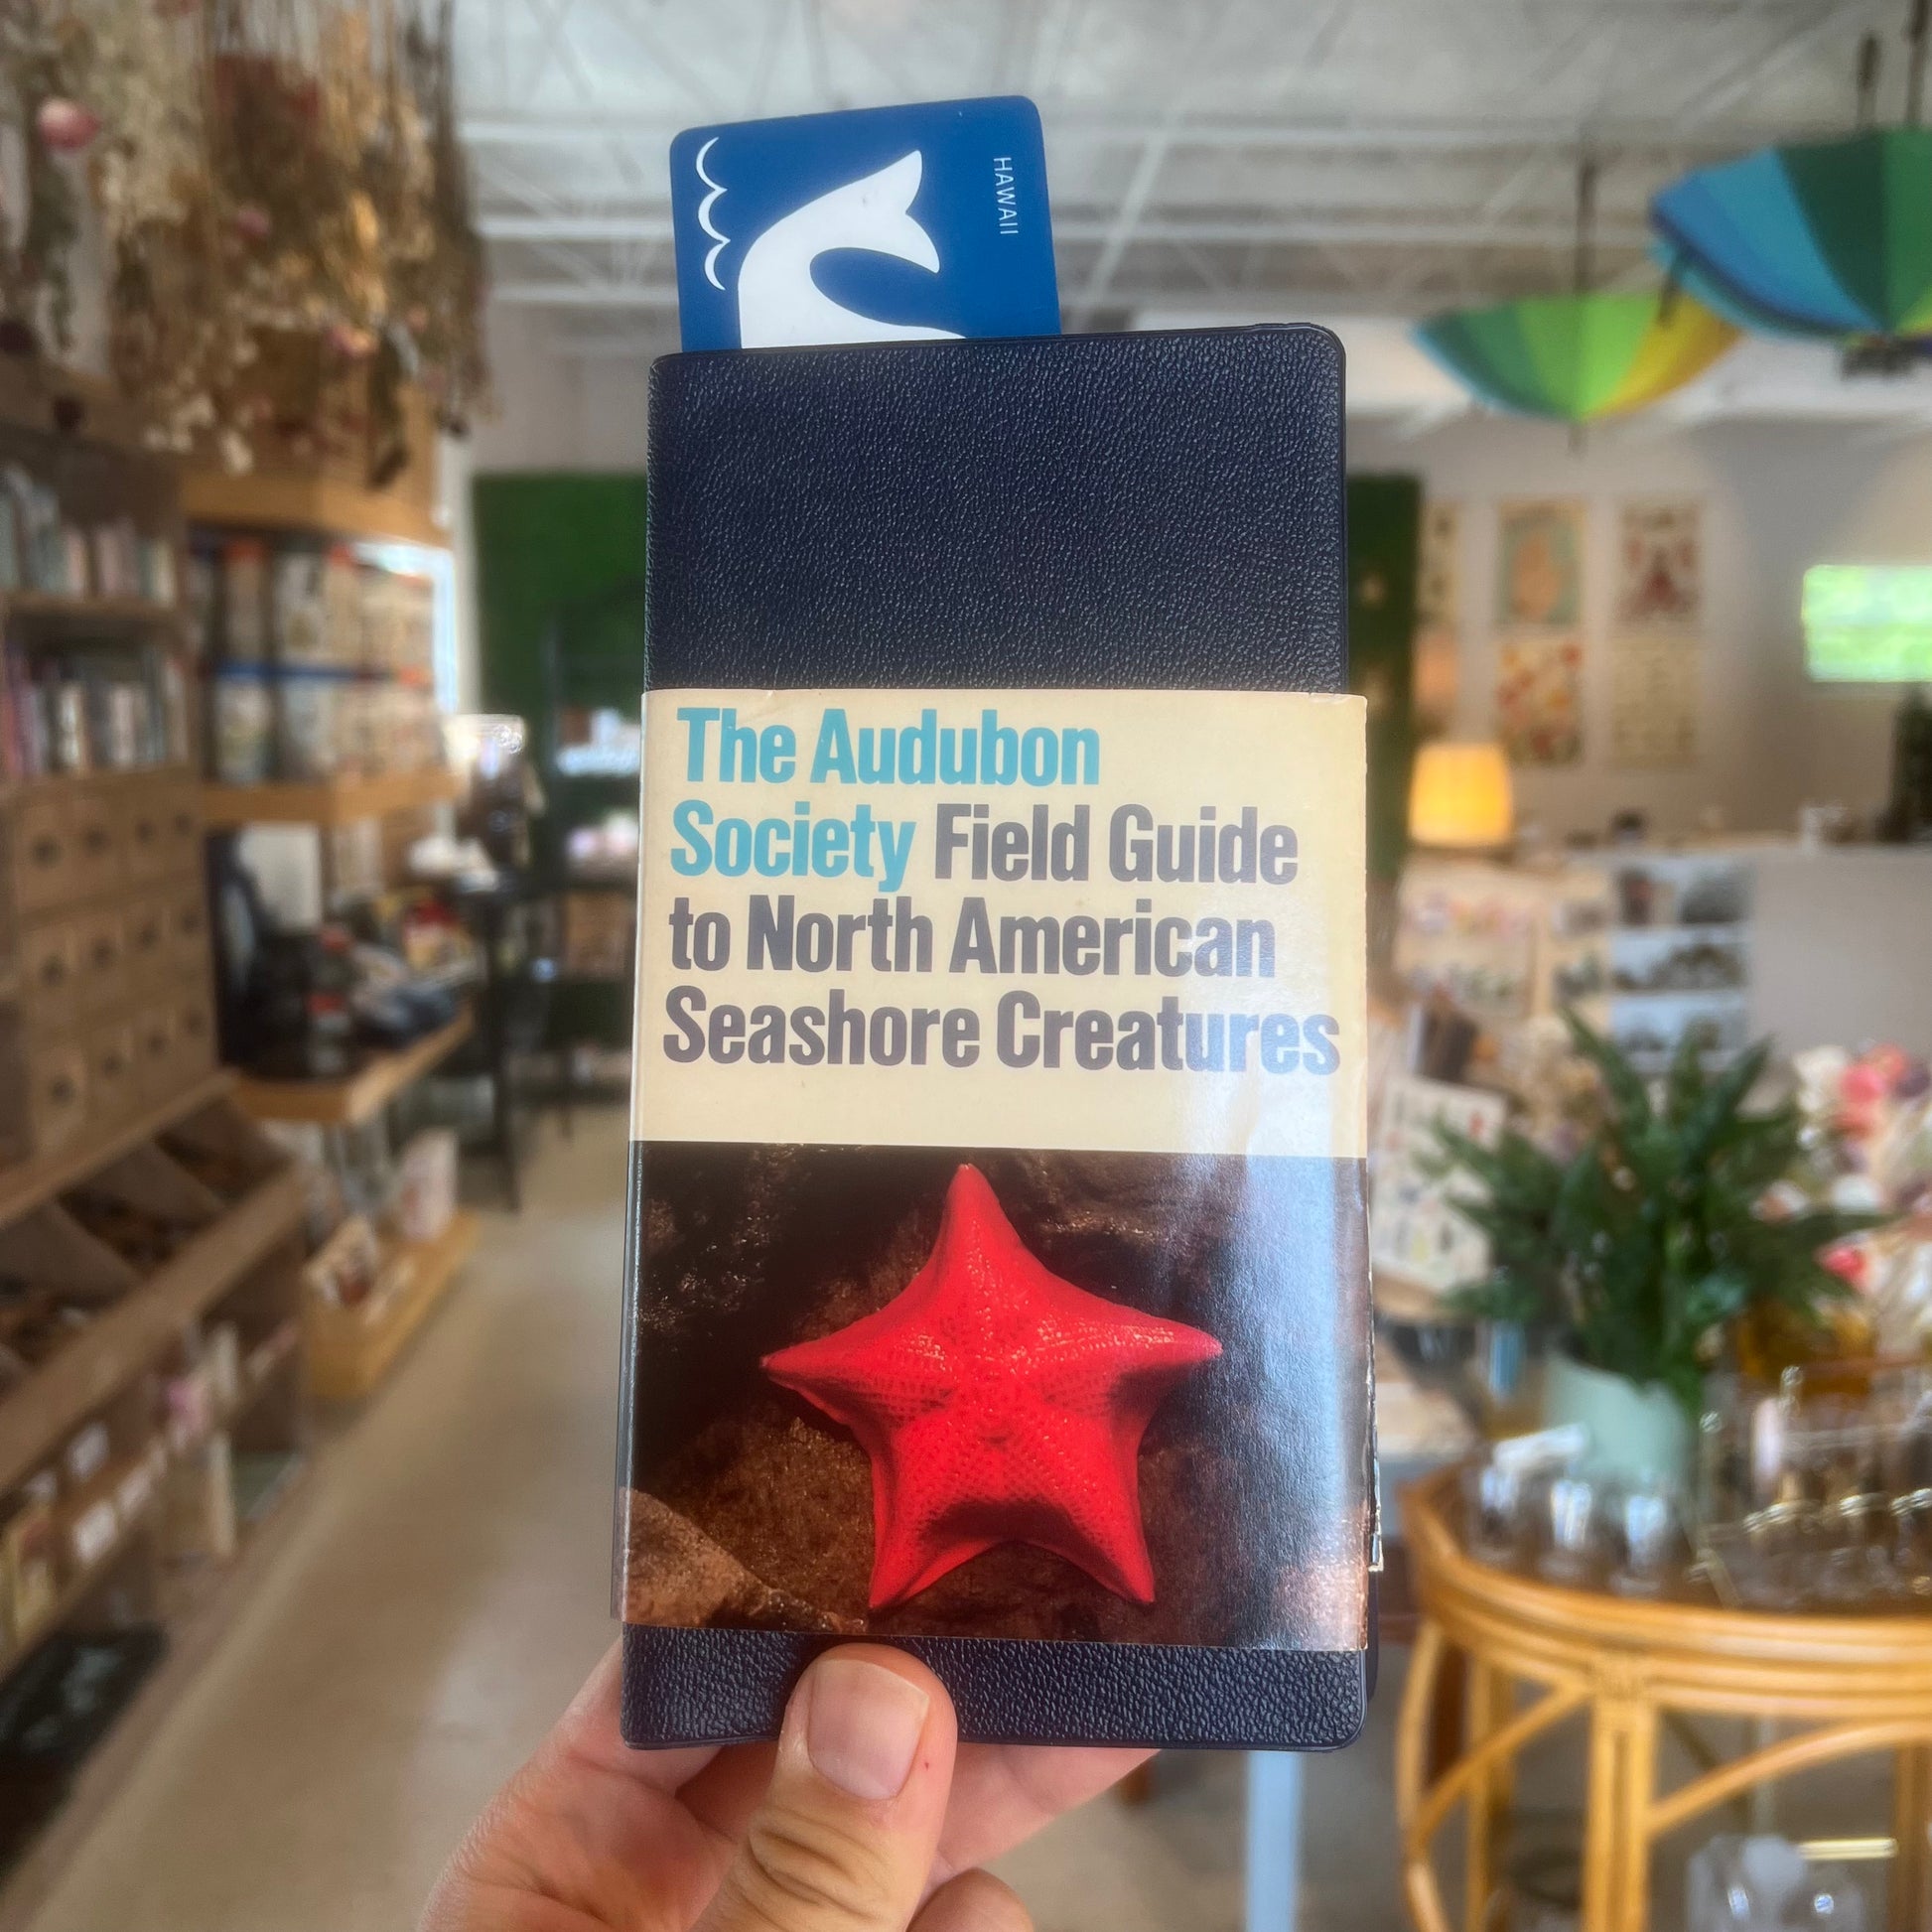 HAWAII
The Audubon
Society Field Guide
to North American
Seashore Creatures